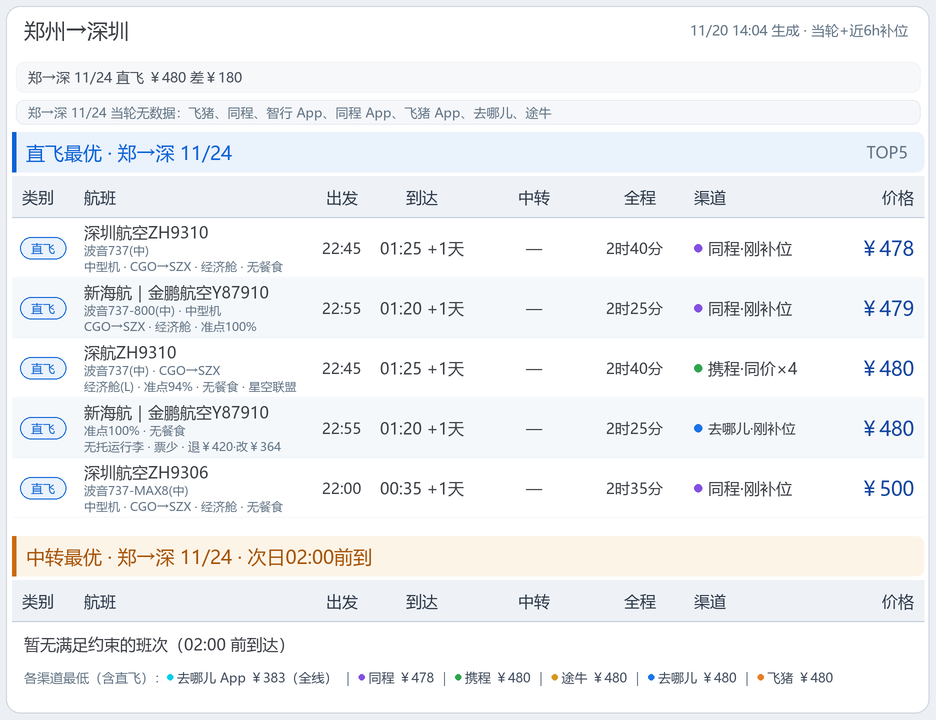 郑州→深圳
11/20 14:04 生成 · 当轮+近6h补位
郑→深 11/24 直飞 ￥480 差￥180
郑→深 11/24 当轮无数据：飞猪、同程、智行 App、同程 App、飞猪 App、去哪儿、途牛
直飞最优 · 郑→深 11/24 TOP5
类别 航班 出发 到达 中转 全程 渠道 价格
深圳航空ZH9310
直飞 波音737(中) 22:45 01:25 +1天 — 2时40分 同程·刚补位 ￥478
中型机 · CGO→SZX · 经济舱 · 无餐食
新海航｜金鹏航空Y87910
直飞 波音737-800(中) · 中型机 22:55 01:20 +1天 — 2时25分 同程·刚补位 ￥479
CGO→SZX · 经济舱 · 准点100%
深航ZH9310
直飞 波音737(中) · CGO→SZX 22:45 01:25 +1天 — 2时40分 携程·同价×4 ￥480
经济舱(L) · 准点94% · 无餐食 · 星空联盟
新海航｜金鹏航空Y87910
直飞 准点100% · 无餐食 22:55 01:20 +1天 — 2时25分 去哪儿·刚补位 ￥480
无托运行李 · 票少 · 退￥420·改￥364
深圳航空ZH9306
直飞 波音737-MAX8(中) 22:00 00:35 +1天 — 2时35分 同程·刚补位 ￥500
中型机 · CGO→SZX · 经济舱 · 无餐食
中转最优 · 郑→深 11/24 · 次日02:00前到
类别 航班 出发 到达 中转 全程 渠道 价格
暂无满足约束的班次（02:00 前到达）
各渠道最低（含直飞）: 去哪儿 App ￥383（全线） | 同程 ￥478 | 携程 ￥480 | 途牛 ￥480 | 去哪儿 ￥480 | 飞猪 ￥480